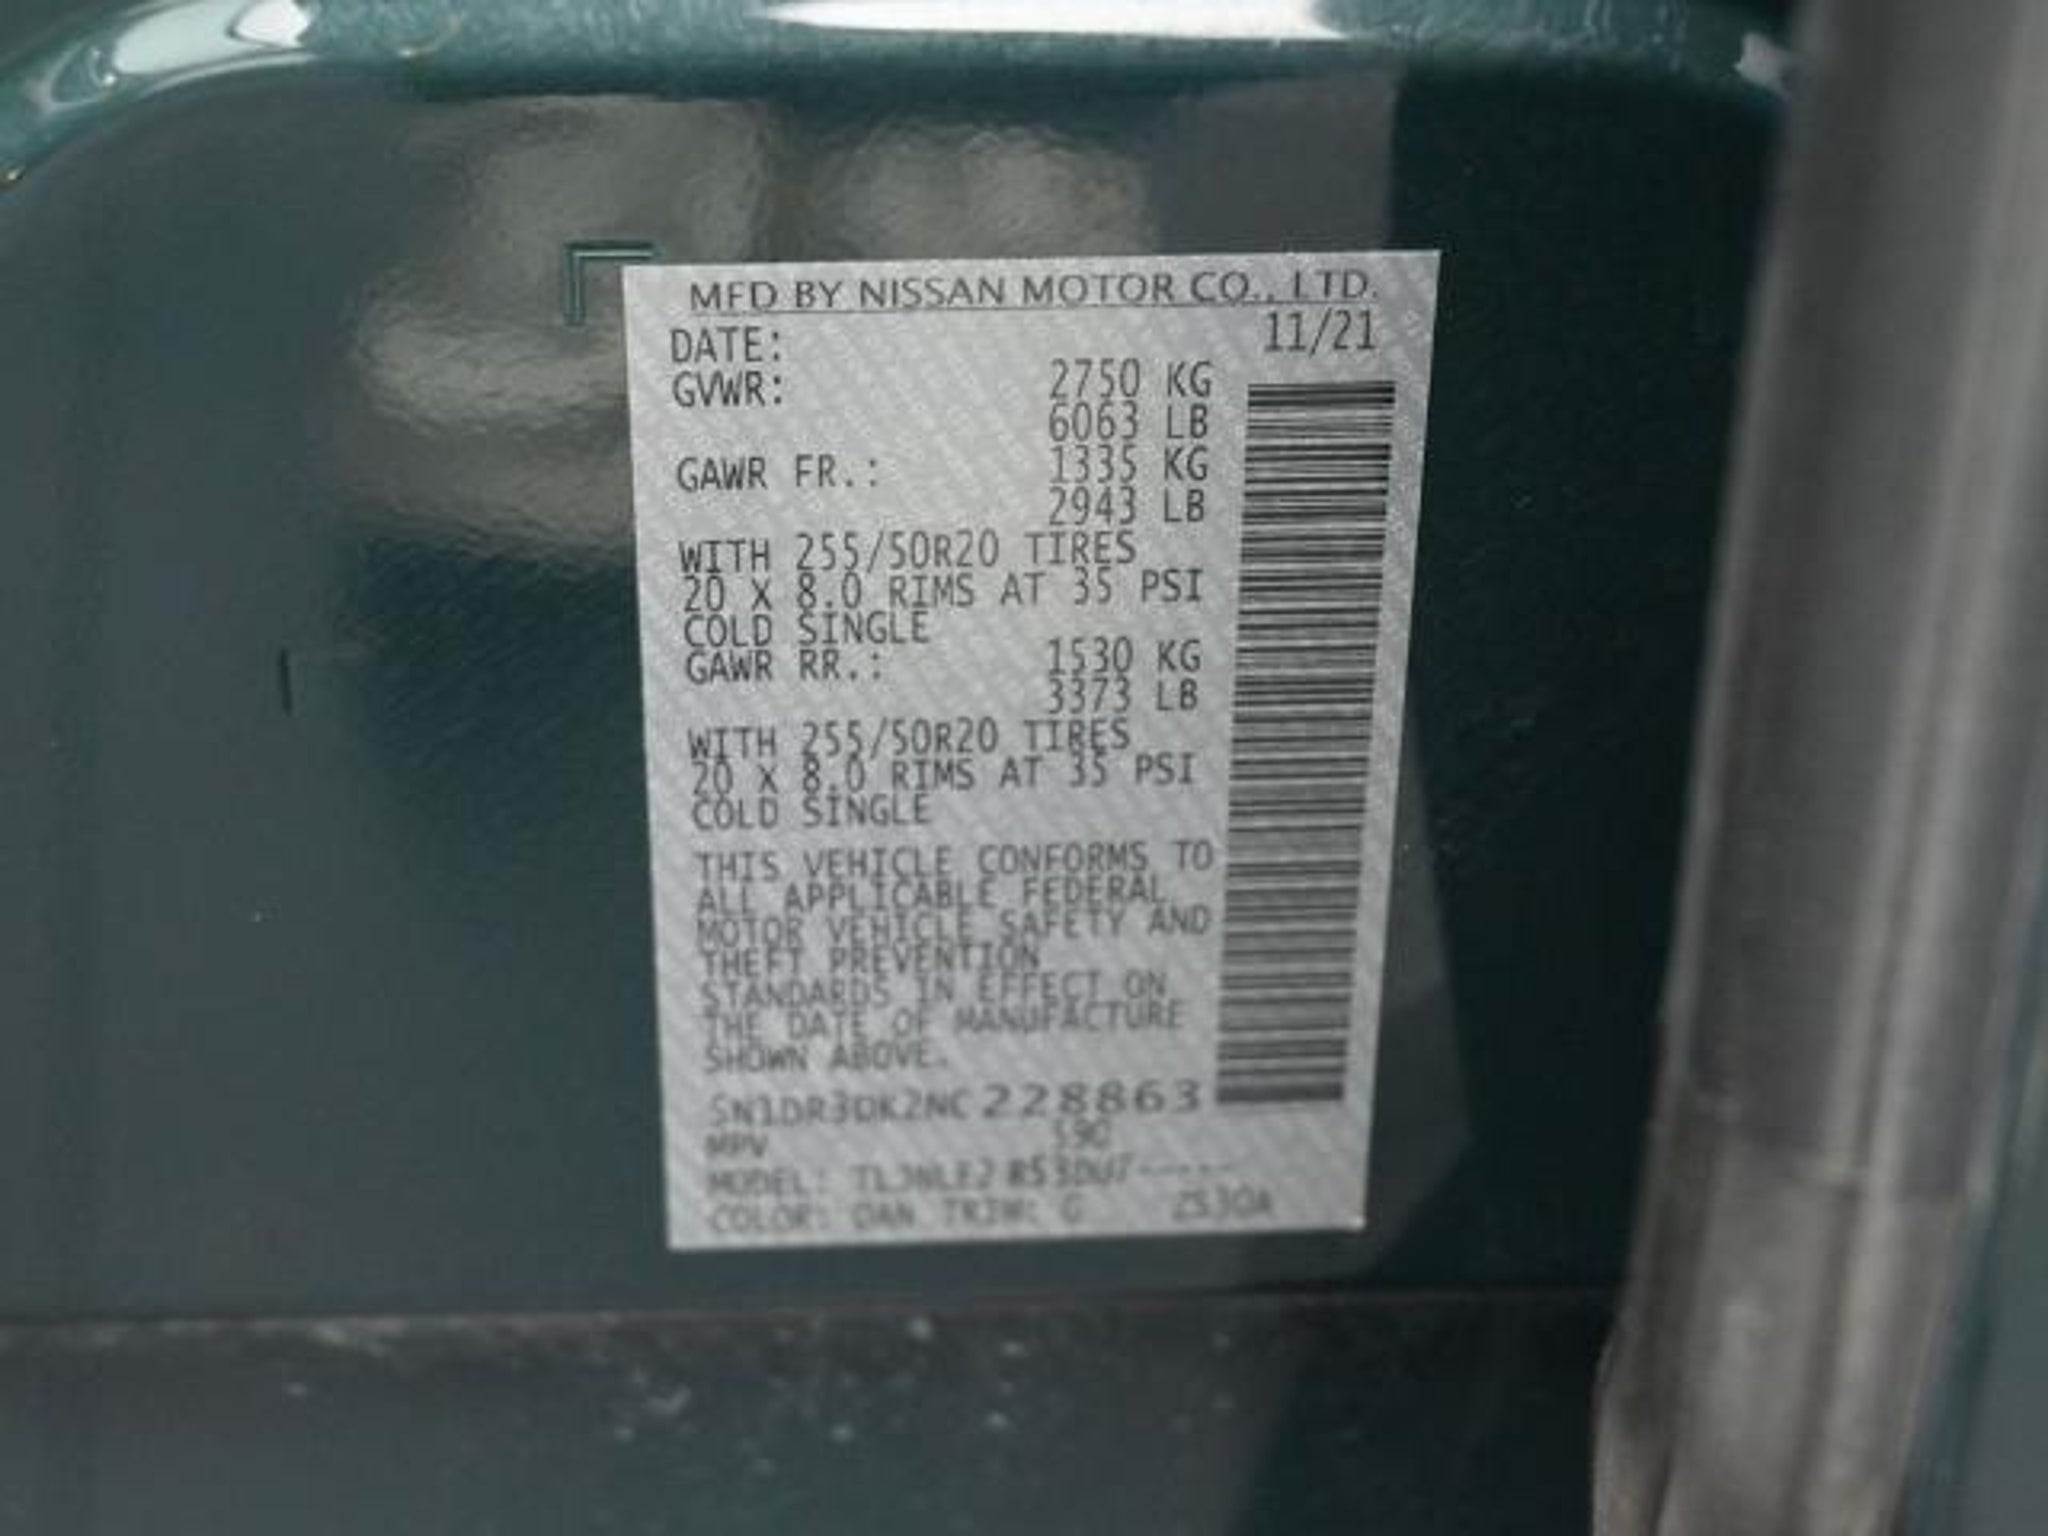 MFD BY NISSAN MOTOR CO., LTD.
DATE: 11/21
GVWR: 2750 KG
6063 LB
GAWR FR.: 1335 KG
2943 LB
WITH 255/50R20 TIRES
20 X 8.0 RIMS AT 35 PSI
COLD SINGLE
GAWR RR.: 1530 KG
3373 LB
WITH 255/50R20 TIRES
20 X 8.0 RIMS AT 35 PSI
COLD SINGLE
THIS VEHICLE CONFORMS TO
ALL APPLICABLE FEDERAL
MOTOR VEHICLE SAFETY AND
THEFT PREVENTION
STANDARDS IN EFFECT ON
THE DATE OF MANUFACTURE
SHOWN ABOVE.
5N1DR3DK2NC228863
MPV
MODEL:
COLOR: DAN TRIM: G